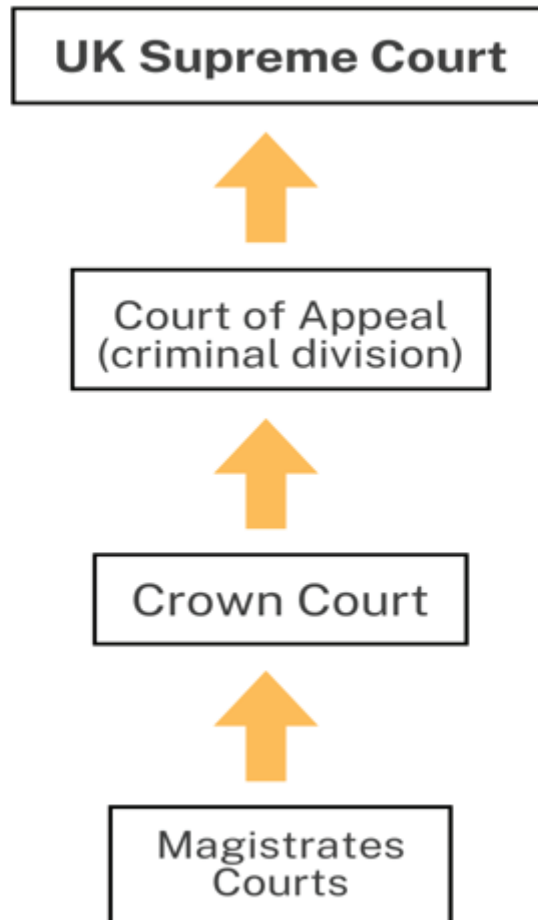 UK Supreme Court
Court of Appeal
(criminal division)
Crown Court
Magistrates
Courts